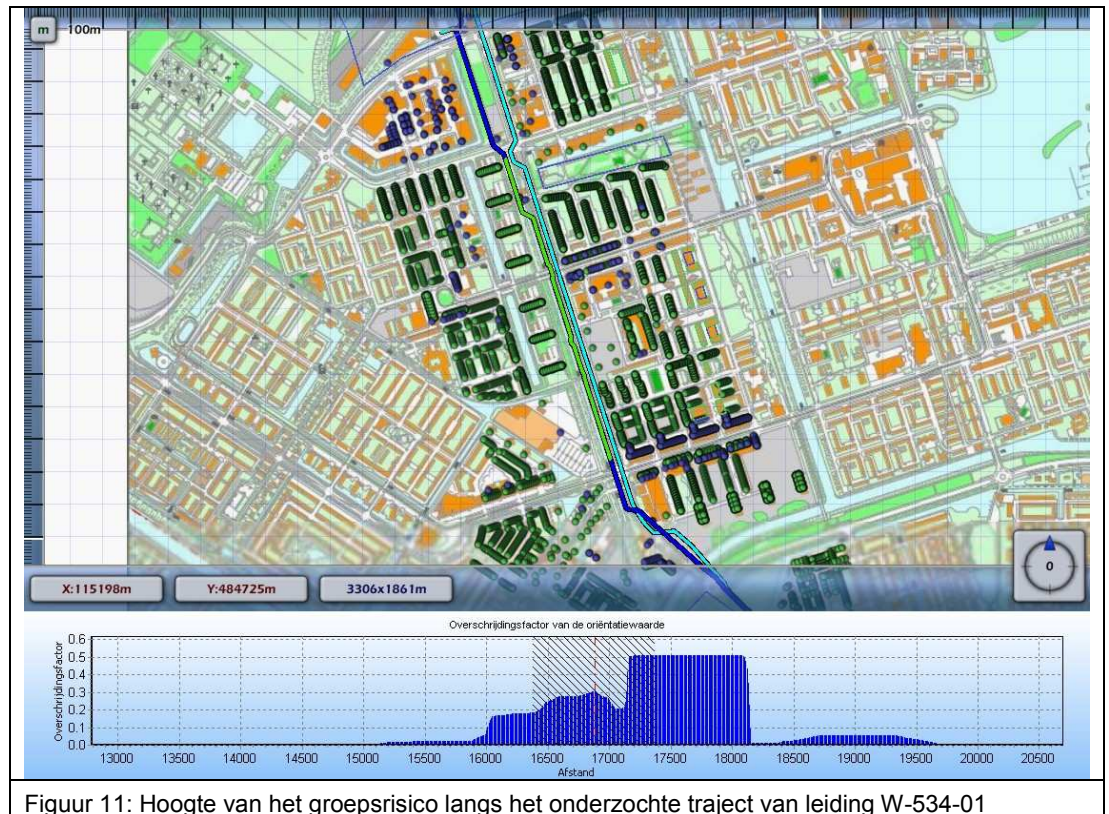 m
100m
X:115198m
Y:484725m
3306x1861m
0
Overschrijdingsfactor van de oriëntatiewaarde
Overschrijdingsfactor
0.6
0.5
0.4
0.3
0.2
0.1
0.0
13000 13500 14000 14500 15000 15500 16000 16500 17000 17500 18000 18500 19000 19500 20000 20500
Afstand
Figuur 11: Hoogte van het groepsrisico langs het onderzochte traject van leiding W-534-01